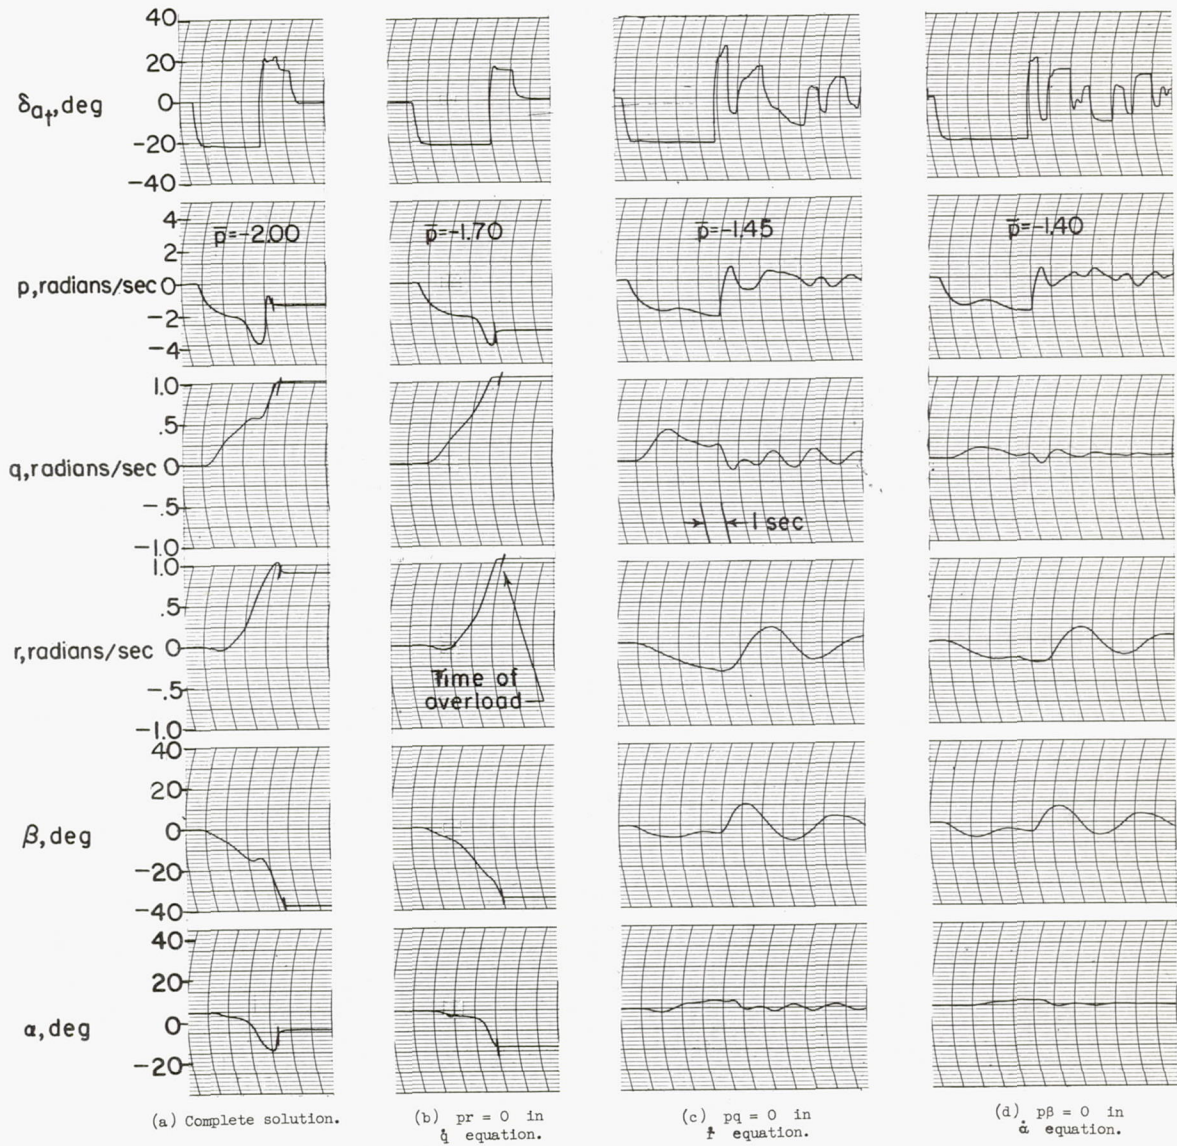 40
20
δat, deg 0
−20
−40
4
2
p, radians/sec 0
−2
−4
p̄=−2.00
p̄=−1.70
p̄=−1.45
p̄=−1.40
1.0
.5
q, radians/sec 0
−.5
−1.0
1 sec
1.0
.5
r, radians/sec 0
−.5
−1.0
Time of
overload
40
20
β, deg 0
−20
−40
40
20
α, deg 0
−20
(a) Complete solution.
(b) pr = 0 in
q̇ equation.
(c) pq = 0 in
ṙ equation.
(d) pβ = 0 in
α̇ equation.